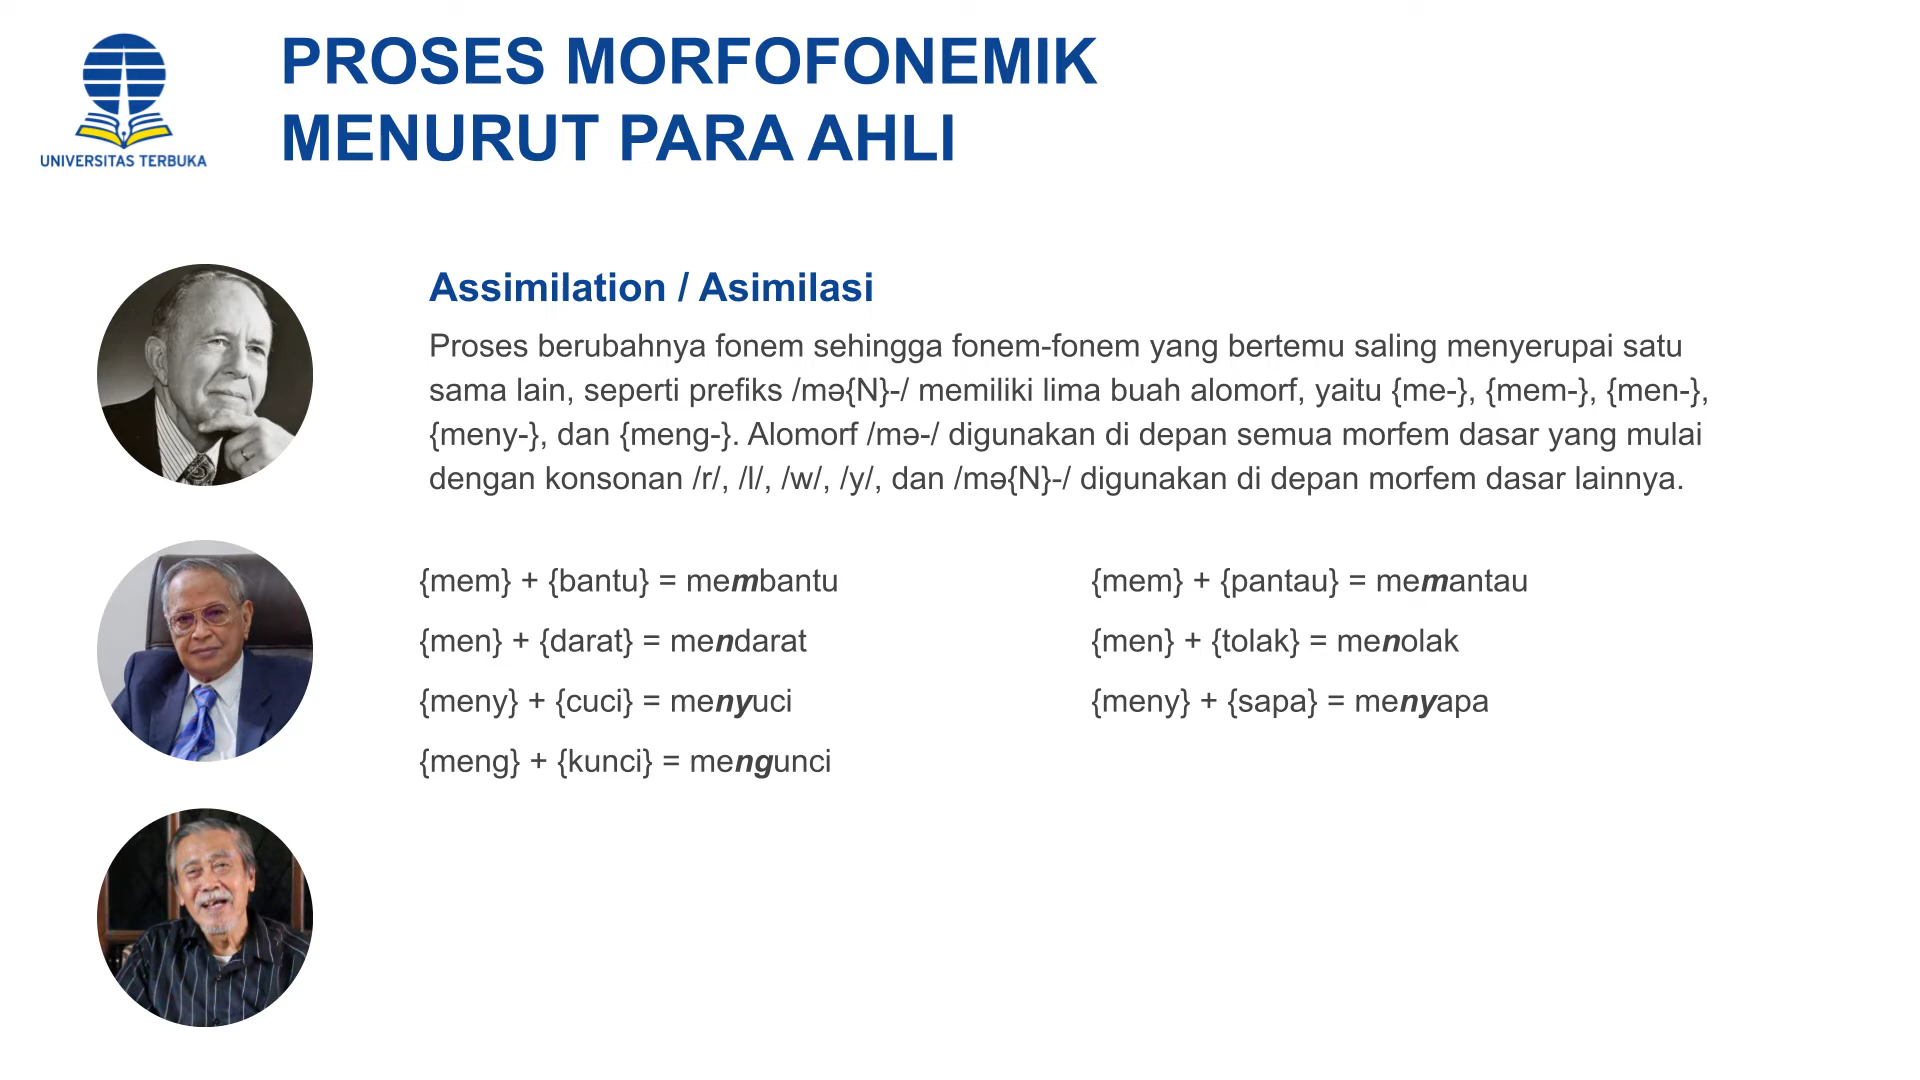 PROSES MORFOFONEMIK
MENURUT PARA AHLI
UNIVERSITAS TERBUKA
Assimilation / Asimilasi
Proses berubahnya fonem sehingga fonem-fonem yang bertemu saling menyerupai satu
sama lain, seperti prefiks /mə{N}-/ memiliki lima buah alomorf, yaitu {me-}, {mem-}, {men-},
{meny-}, dan {meng-}. Alomorf /mə-/ digunakan di depan semua morfem dasar yang mulai
dengan konsonan /r/, /l/, /w/, /y/, dan /mə{N}-/ digunakan di depan morfem dasar lainnya.
{mem} + {bantu} = membantu
{men} + {darat} = mendarat
{meny} + {cuci} = menyuci
{meng} + {kunci} = mengunci
{mem} + {pantau} = memantau
{men} + {tolak} = menolak
{meny} + {sapa} = menyapa